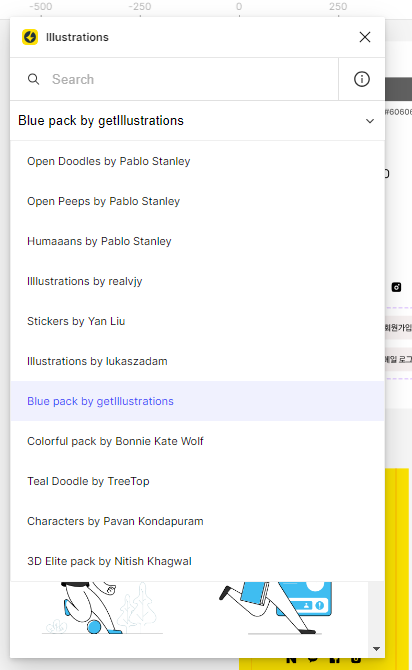 -500 -250 0 250
Illustrations
Search
#6060
Blue pack by getIllustrations
Open Doodles by Pablo Stanley
Open Peeps by Pablo Stanley
Humaaans by Pablo Stanley
Illlustrations by realvjy
Stickers by Yan Liu
회원가입
Illustrations by lukaszadam
메일 로그
Blue pack by getIllustrations
Colorful pack by Bonnie Kate Wolf
Teal Doodle by TreeTop
Characters by Pavan Kondapuram
3D Elite pack by Nitish Khagwal